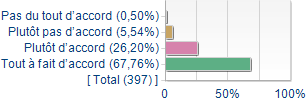 Pas du tout d'accord (0,50%)
Plutôt pas d'accord (5,54%)
Plutôt d'accord (26,20%)
Tout à fait d'accord (67,76%)
[ Total (397) ]
0 50% 100%